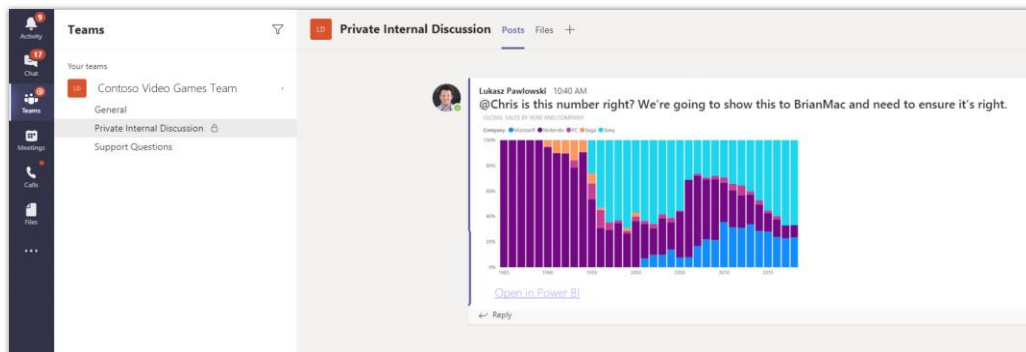 9
Activity
17
Chat
Teams
Meetings
Calls
Files
Teams
Your teams
LD
Contoso Video Games Team
General
Private Internal Discussion
Support Questions
LD
Private Internal Discussion
Posts
Files
Lukasz Pawlowski 10:40 AM
@Chris is this number right? We're going to show this to BrianMac and need to ensure it's right.
GLOBAL SALES BY YEAR AND COMPANY
Company Microsoft Nintendo PC Sega Sony
100%
80%
60%
40%
20%
0%
1985 1990 1995 2000 2005 2010 2015
Open in Power BI
Reply